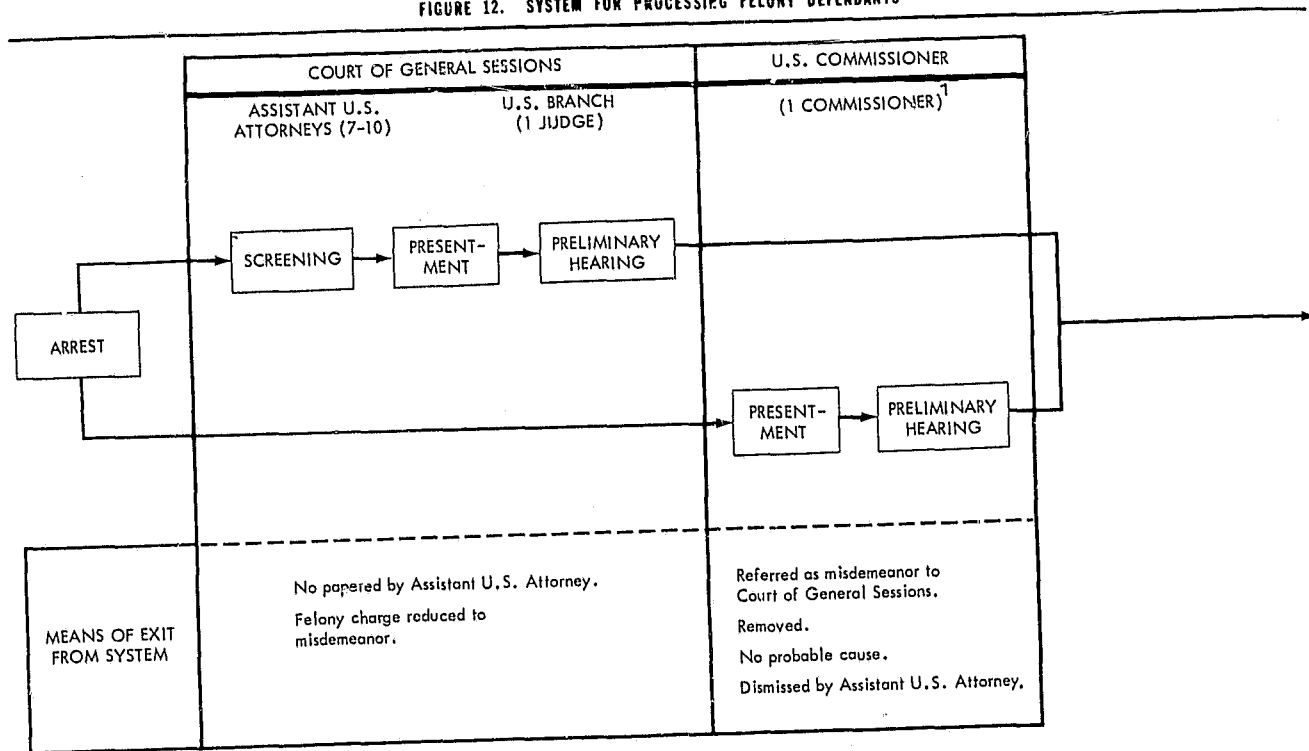 FIGURE 12. SYSTEM FOR PROCESSING FELONY DEFENDANTS
COURT OF GENERAL SESSIONS
U.S. COMMISSIONER
ASSISTANT U.S.
ATTORNEYS (7-10)
U.S. BRANCH
(1 JUDGE)
(1 COMMISSIONER)1
SCREENING
PRESENT-
MENT
PRELIMINARY
HEARING
ARREST
PRESENT-
MENT
PRELIMINARY
HEARING
MEANS OF EXIT
FROM SYSTEM
No papered by Assistant U.S. Attorney.
Felony charge reduced to
misdemeanor.
Referred as misdemeanor to
Court of General Sessions.
Removed.
No probable cause.
Dismissed by Assistant U.S. Attorney.